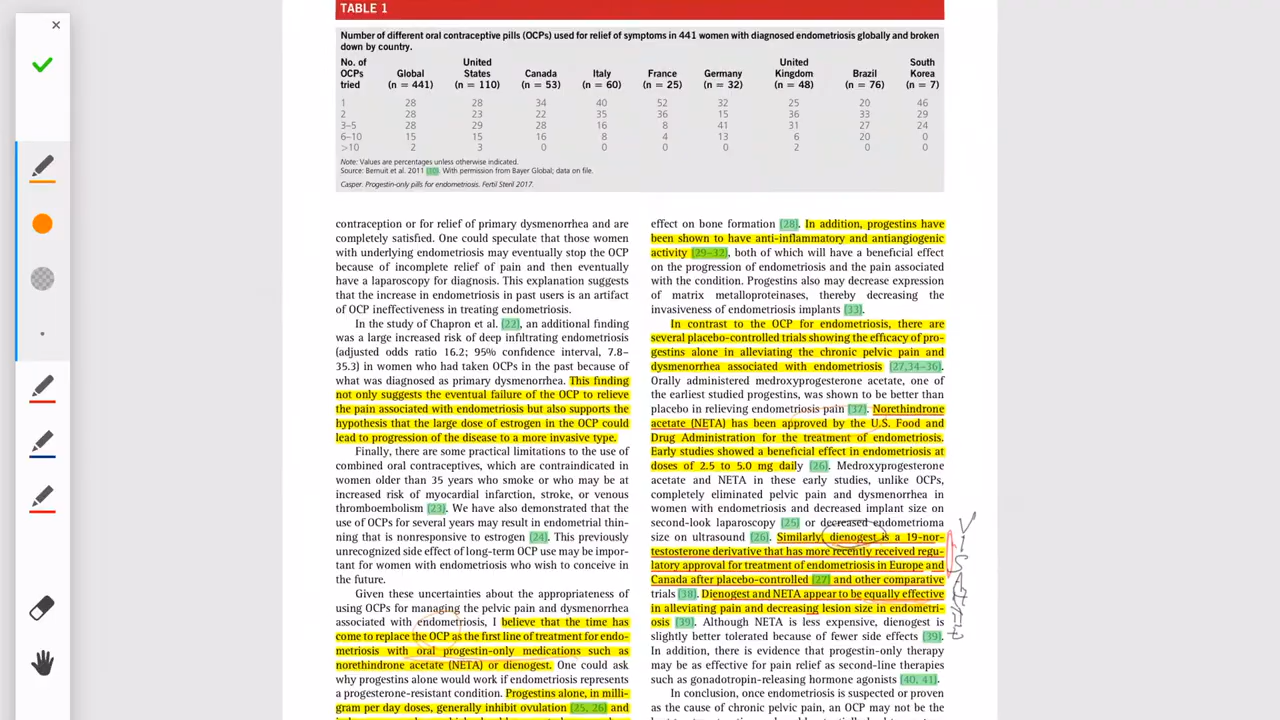 TABLE 1
Number of different oral contraceptive pills (OCPs) used for relief of symptoms in 441 women with diagnosed endometriosis globally and broken
down by country.
No. of OCPs tried Global (n = 441) United States (n = 110) Canada (n = 53) Italy (n = 60) France (n = 25) Germany (n = 32) United Kingdom (n = 48) Brazil (n = 76) South Korea (n = 7)
1 28 28 34 40 52 32 25 20 46
2 28 23 22 35 36 15 36 33 29
3–5 28 29 28 16 8 41 31 27 24
6–10 15 15 16 8 4 13 6 20 0
>10 2 3 0 0 0 0 2 0 0
Note: Values are percentages unless otherwise indicated.
Source: Bernuit et al. 2011 [10]. With permission from Bayer Global; data on file.
Casper. Progestin-only pills for endometriosis. Fertil Steril 2017.
contraception or for relief of primary dysmenorrhea and are
completely satisfied. One could speculate that those women
with underlying endometriosis may eventually stop the OCP
because of incomplete relief of pain and then eventually
have a laparoscopy for diagnosis. This explanation suggests
that the increase in endometriosis in past users is an artifact
of OCP ineffectiveness in treating endometriosis.
In the study of Chapron et al. [22], an additional finding
was a large increased risk of deep infiltrating endometriosis
(adjusted odds ratio 16.2; 95% confidence interval, 7.8–
35.3) in women who had taken OCPs in the past because of
what was diagnosed as primary dysmenorrhea. This finding
not only suggests the eventual failure of the OCP to relieve
the pain associated with endometriosis but also supports the
hypothesis that the large dose of estrogen in the OCP could
lead to progression of the disease to a more invasive type.
Finally, there are some practical limitations to the use of
combined oral contraceptives, which are contraindicated in
women older than 35 years who smoke or who may be at
increased risk of myocardial infarction, stroke, or venous
thromboembolism [23]. We have also demonstrated that the
use of OCPs for several years may result in endometrial thin-
ning that is nonresponsive to estrogen [24]. This previously
unrecognized side effect of long-term OCP use may be impor-
tant for women with endometriosis who wish to conceive in
the future.
Given these uncertainties about the appropriateness of
using OCPs for managing the pelvic pain and dysmenorrhea
associated with endometriosis, I believe that the time has
come to replace the OCP as the first line of treatment for endo-
metriosis with oral progestin-only medications such as
norethindrone acetate (NETA) or dienogest. One could ask
why progestins alone would work if endometriosis represents
a progesterone-resistant condition. Progestins alone, in milli-
gram per day doses, generally inhibit ovulation [25, 26] and
effect on bone formation [28]. In addition, progestins have
been shown to have anti-inflammatory and antiangiogenic
activity [29–32], both of which will have a beneficial effect
on the progression of endometriosis and the pain associated
with the condition. Progestins also may decrease expression
of matrix metalloproteinases, thereby decreasing the
invasiveness of endometriosis implants [33].
In contrast to the OCP for endometriosis, there are
several placebo-controlled trials showing the efficacy of pro-
gestins alone in alleviating the chronic pelvic pain and
dysmenorrhea associated with endometriosis [27,34–36].
Orally administered medroxyprogesterone acetate, one of
the earliest studied progestins, was shown to be better than
placebo in relieving endometriosis pain [37]. Norethindrone
acetate (NETA) has been approved by the U.S. Food and
Drug Administration for the treatment of endometriosis.
Early studies showed a beneficial effect in endometriosis at
doses of 2.5 to 5.0 mg daily [26]. Medroxyprogesterone
acetate and NETA in these early studies, unlike OCPs,
completely eliminated pelvic pain and dysmenorrhea in
women with endometriosis and decreased implant size on
second-look laparoscopy [25] or decreased endometrioma
size on ultrasound [26]. Similarly, dienogest is a 19-nor-
testosterone derivative that has more recently received regu-
latory approval for treatment of endometriosis in Europe and
Canada after placebo-controlled [27] and other comparative
trials [38]. Dienogest and NETA appear to be equally effective
in alleviating pain and decreasing lesion size in endometri-
osis [39]. Although NETA is less expensive, dienogest is
slightly better tolerated because of fewer side effects [39].
In addition, there is evidence that progestin-only therapy
may be as effective for pain relief as second-line therapies
such as gonadotropin-releasing hormone agonists [40, 41].
In conclusion, once endometriosis is suspected or proven
as the cause of chronic pelvic pain, an OCP may not be the